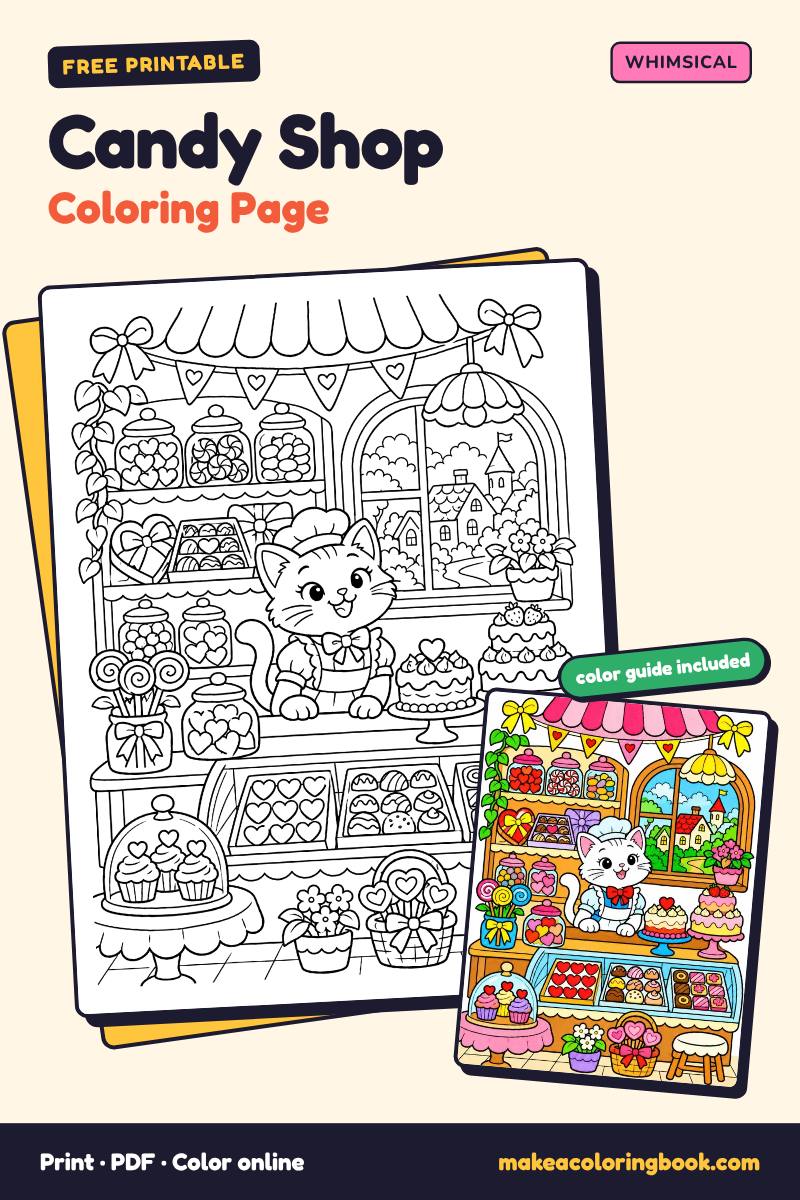 FREE PRINTABLE
WHIMSICAL
Candy Shop
Coloring Page
color guide included
Print · PDF · Color online
makeacoloringbook.com